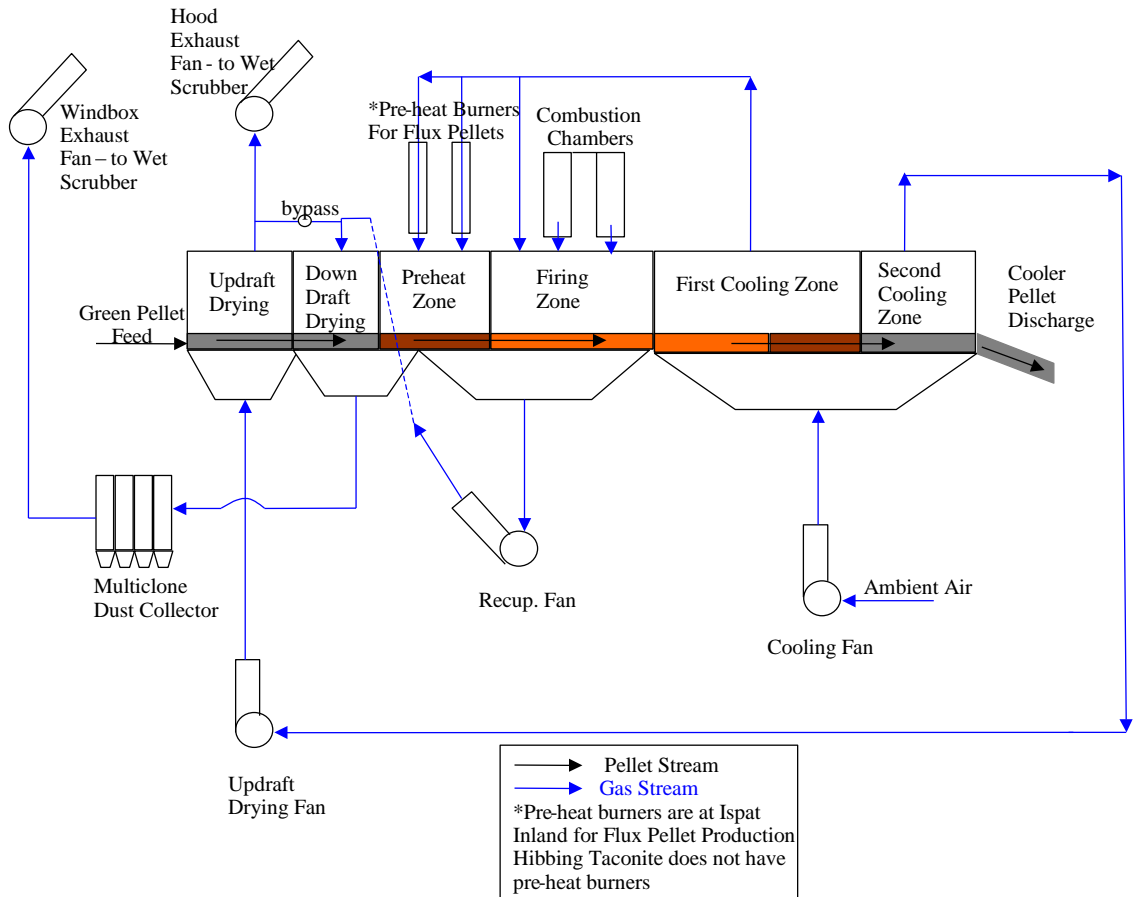 Hood
Exhaust
Fan - to Wet
Scrubber
Windbox
Exhaust
Fan – to Wet
Scrubber
*Pre-heat Burners
For Flux Pellets
Combustion
Chambers
bypass
Green Pellet
Feed
Updraft
Drying
Down
Draft
Drying
Preheat
Zone
Firing
Zone
First Cooling Zone
Second
Cooling
Zone
Cooler
Pellet
Discharge
Multiclone
Dust Collector
Recup. Fan
Ambient Air
Cooling Fan
Updraft
Drying Fan
Pellet Stream
Gas Stream
*Pre-heat burners are at Ispat
Inland for Flux Pellet Production
Hibbing Taconite does not have
pre-heat burners